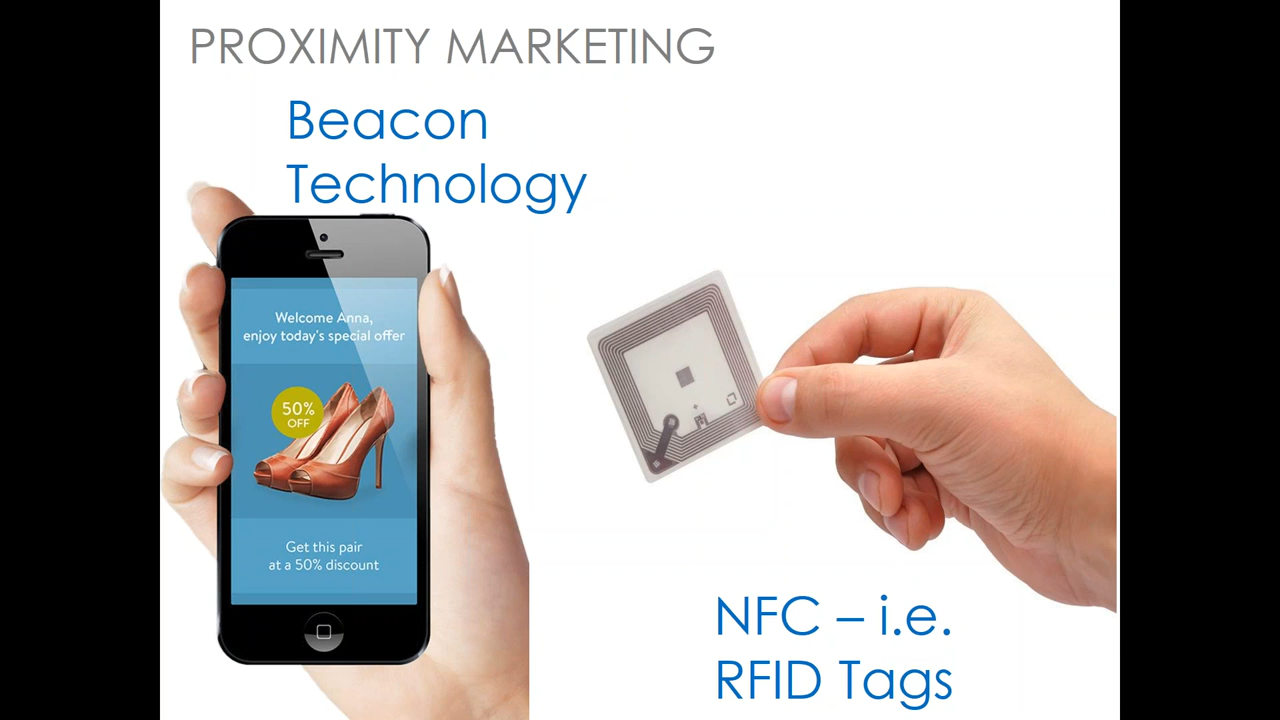 PROXIMITY MARKETING
Beacon
Technology
Welcome Anna,
enjoy today's special offer
50%
OFF
Get this pair
at a 50% discount
NFC – i.e.
RFID Tags